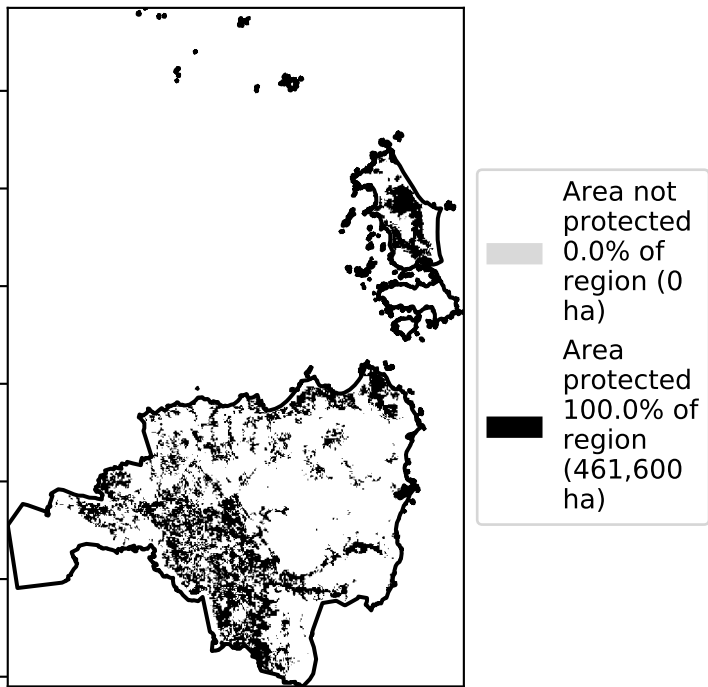 Area not
protected
0.0% of
region (0
ha)
Area
protected
100.0% of
region
(461,600
ha)